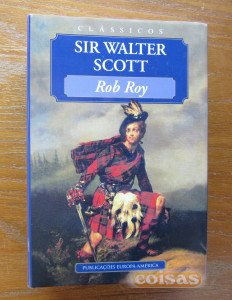 CLÁSSICOS
SIR WALTER
SCOTT
Rob Roy
PUBLICAÇÕES EUROPA-AMÉRICA
coisas